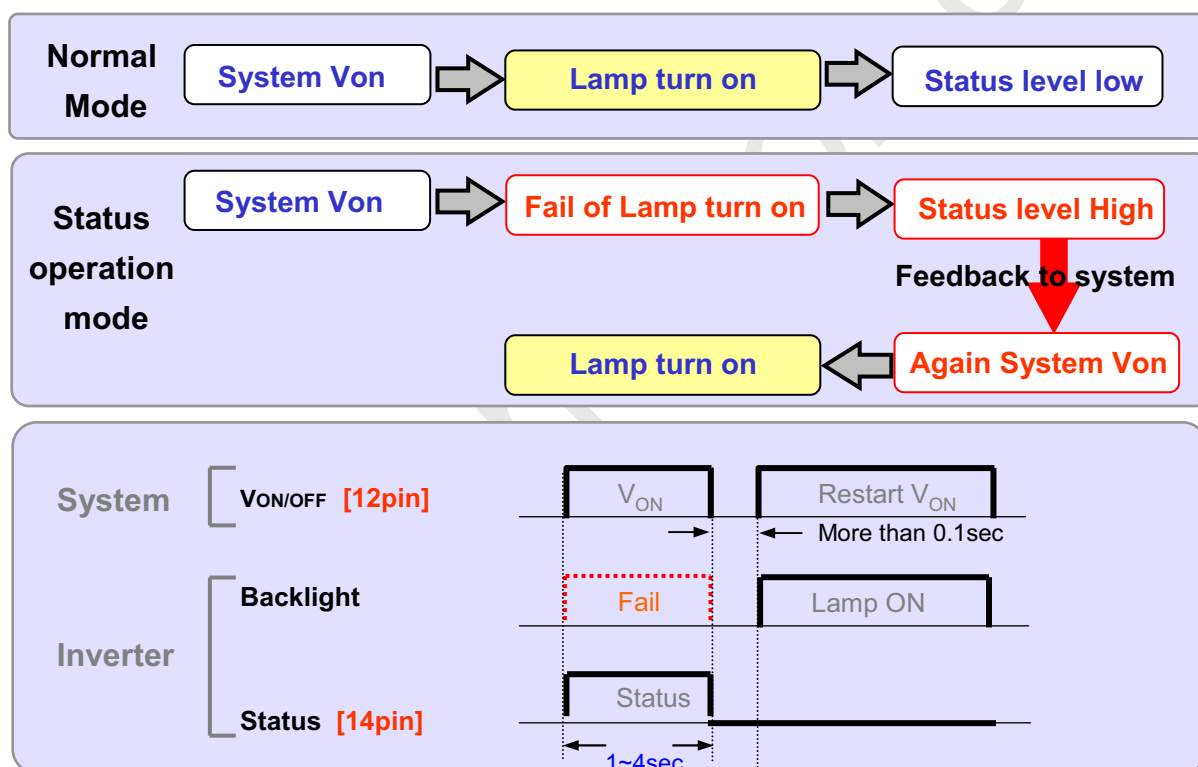 Normal
Mode
System Von
Lamp turn on
Status level low
Status
operation
mode
System Von
Fail of Lamp turn on
Status level High
Feedback to system
Lamp turn on
Again System Von
System
VON/OFF [12pin]
VON
Restart VON
More than 0.1sec
Inverter
Backlight
Fail
Lamp ON
Status [14pin]
Status
1~4sec